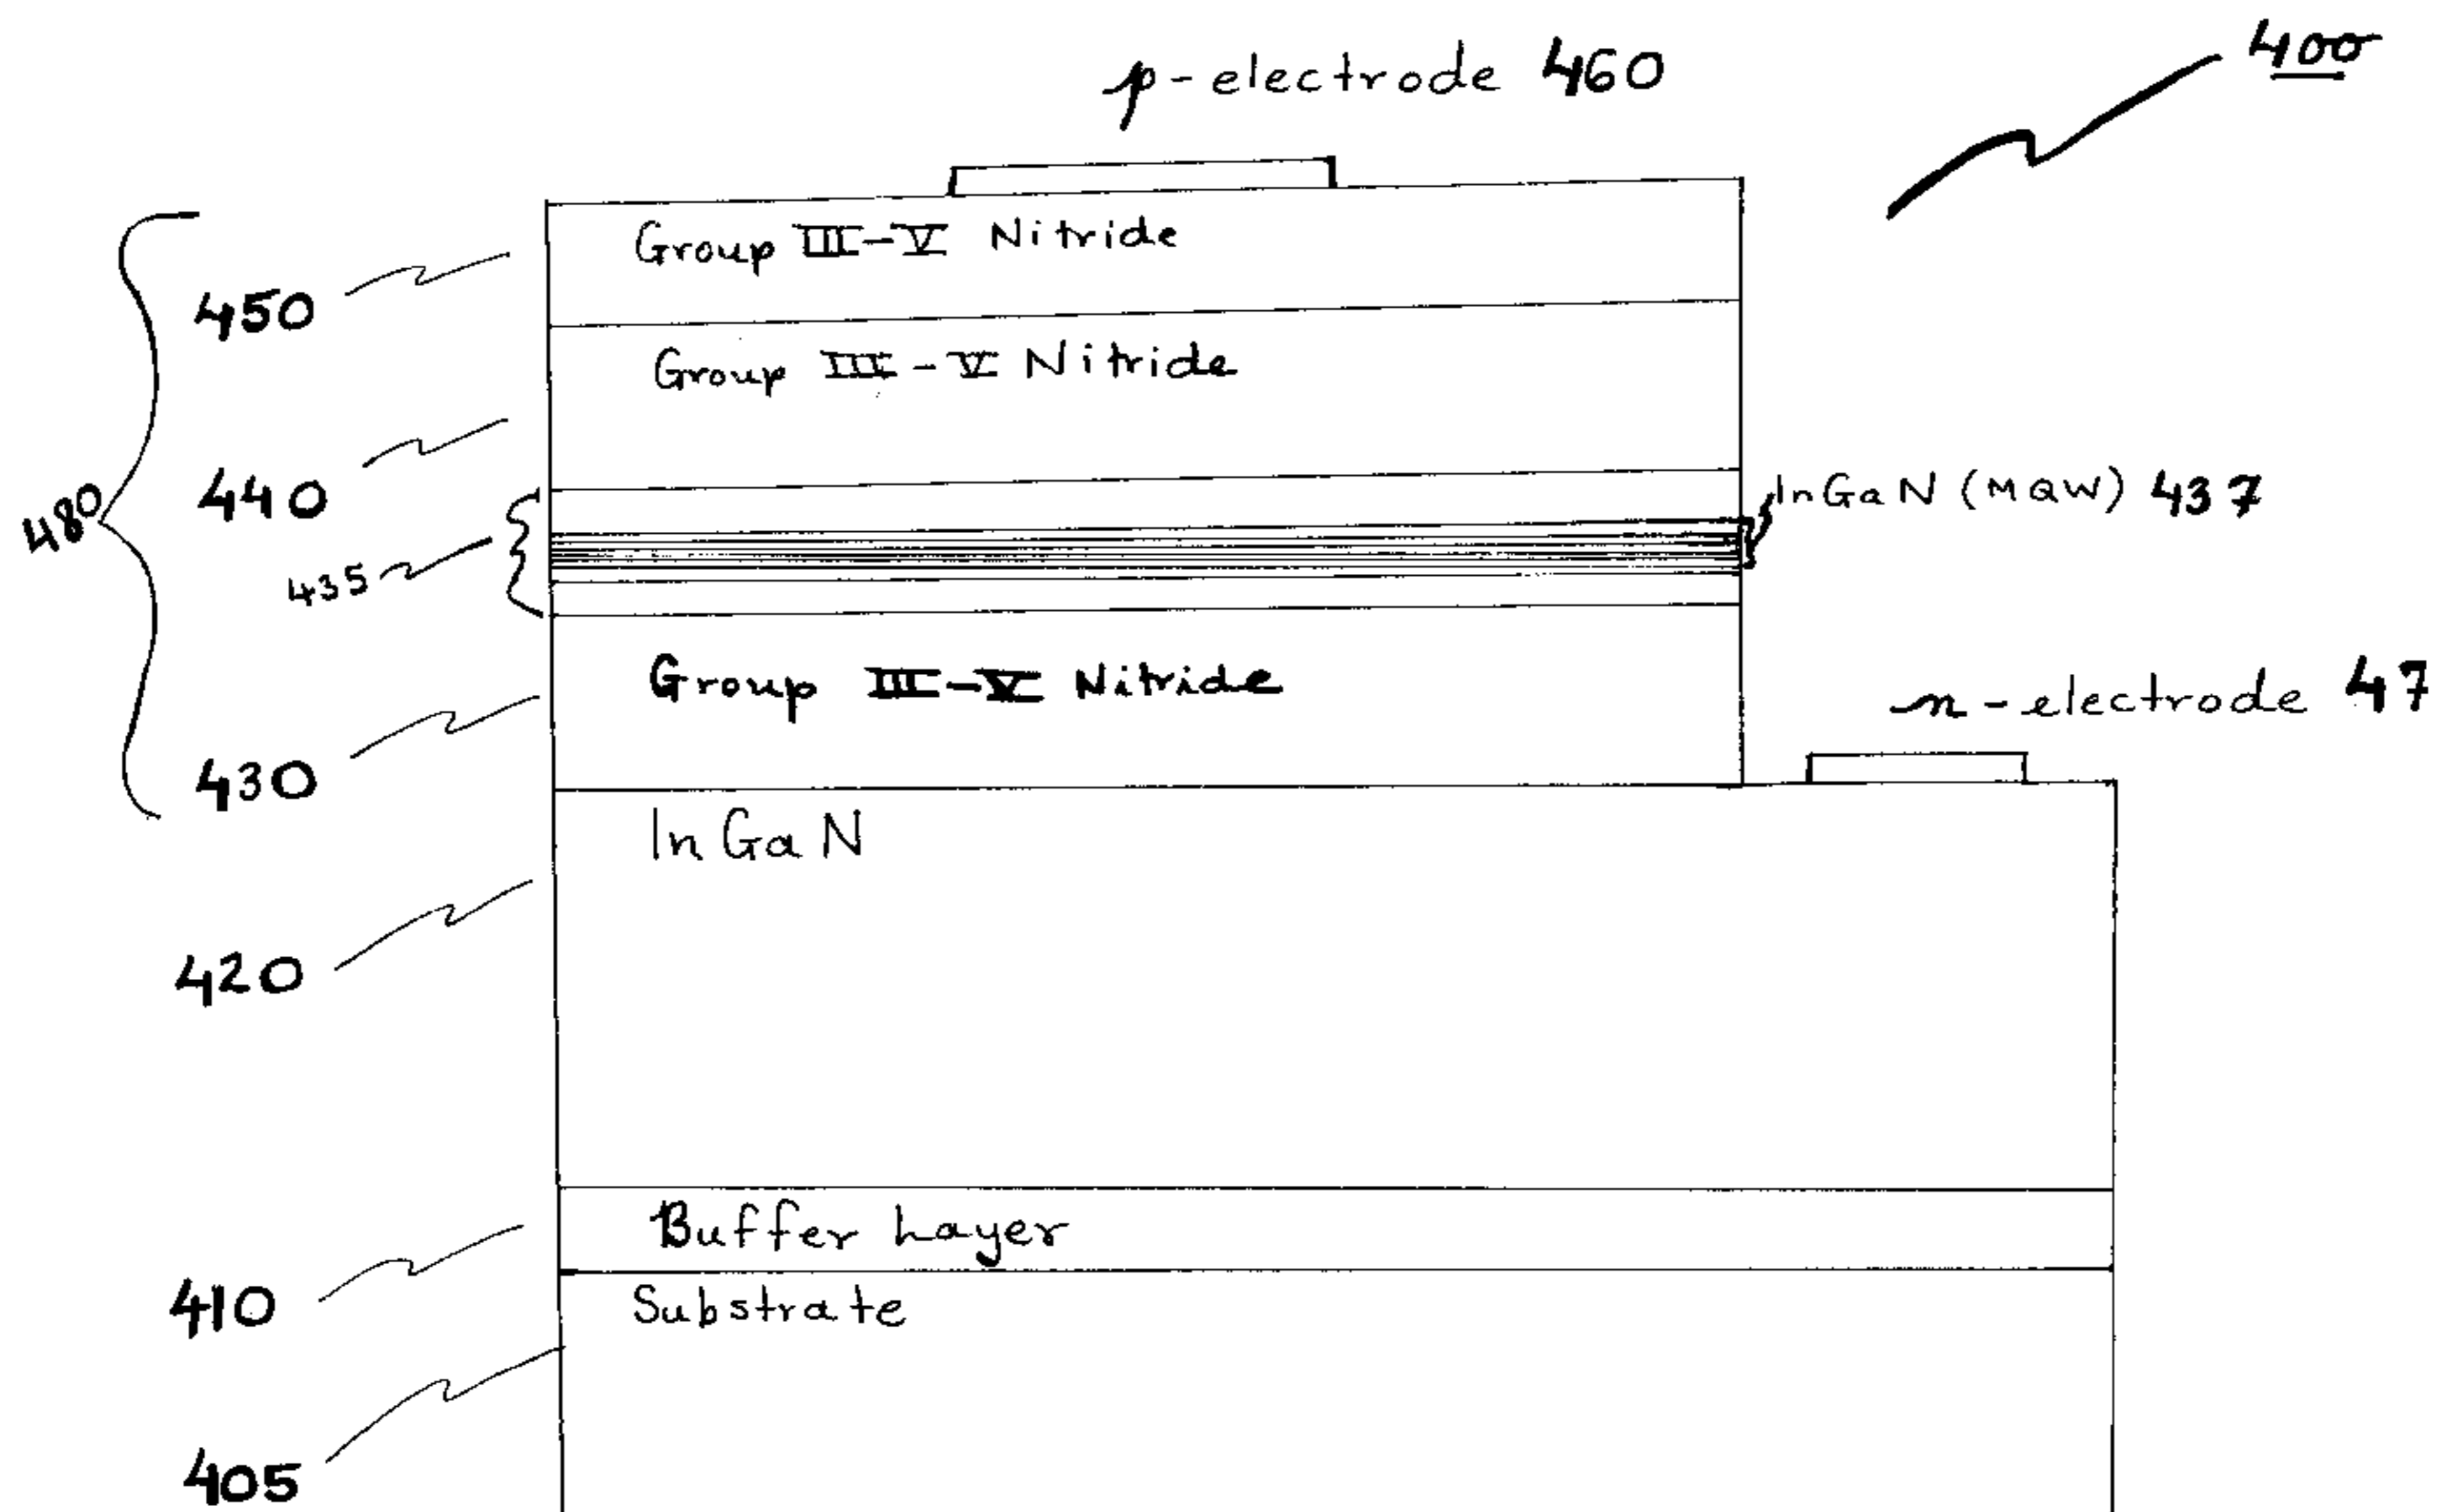 400
p-electrode 460
Group III-V Nitride
450
Group III-V Nitride
440
480
InGaN (MQW) 437
435
Group III-V Nitride
n-electrode 47
430
InGaN
420
Buffer Layer
410
Substrate
405